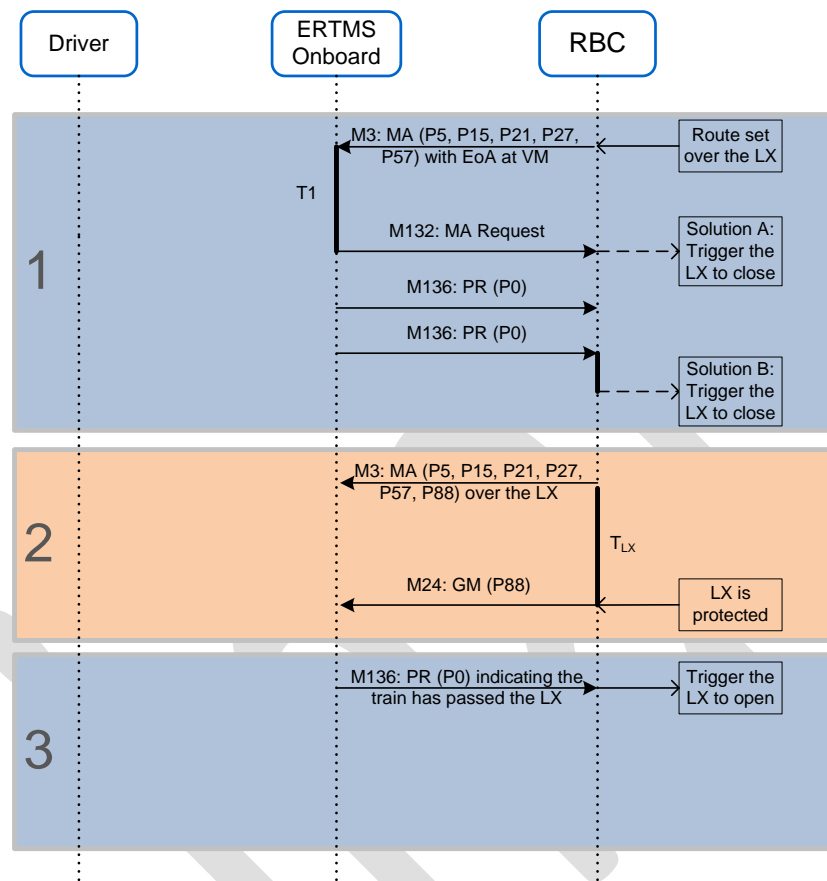 Driver
ERTMS
Onboard
RBC
1
M3: MA (P5, P15, P21, P27,
P57) with EoA at VM
Route set
over the LX
T1
M132: MA Request
Solution A:
Trigger the
LX to close
M136: PR (P0)
M136: PR (P0)
Solution B:
Trigger the
LX to close
2
M3: MA (P5, P15, P21, P27,
P57, P88) over the LX
TLX
M24: GM (P88)
LX is
protected
3
M136: PR (P0) indicating the
train has passed the LX
Trigger the
LX to open